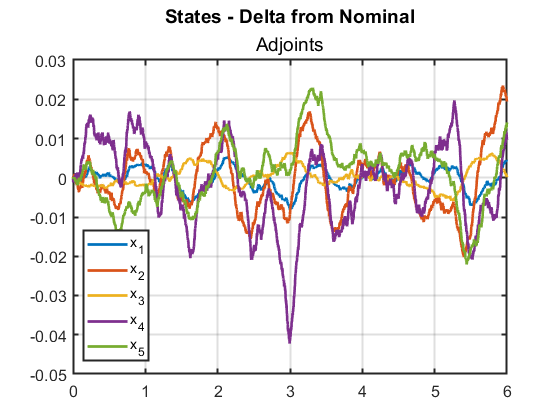 States - Delta from Nominal
Adjoints
0.03
0.02
0.01
0
-0.01
-0.02
-0.03
-0.04
-0.05
x1
x2
x3
x4
x5
0 1 2 3 4 5 6